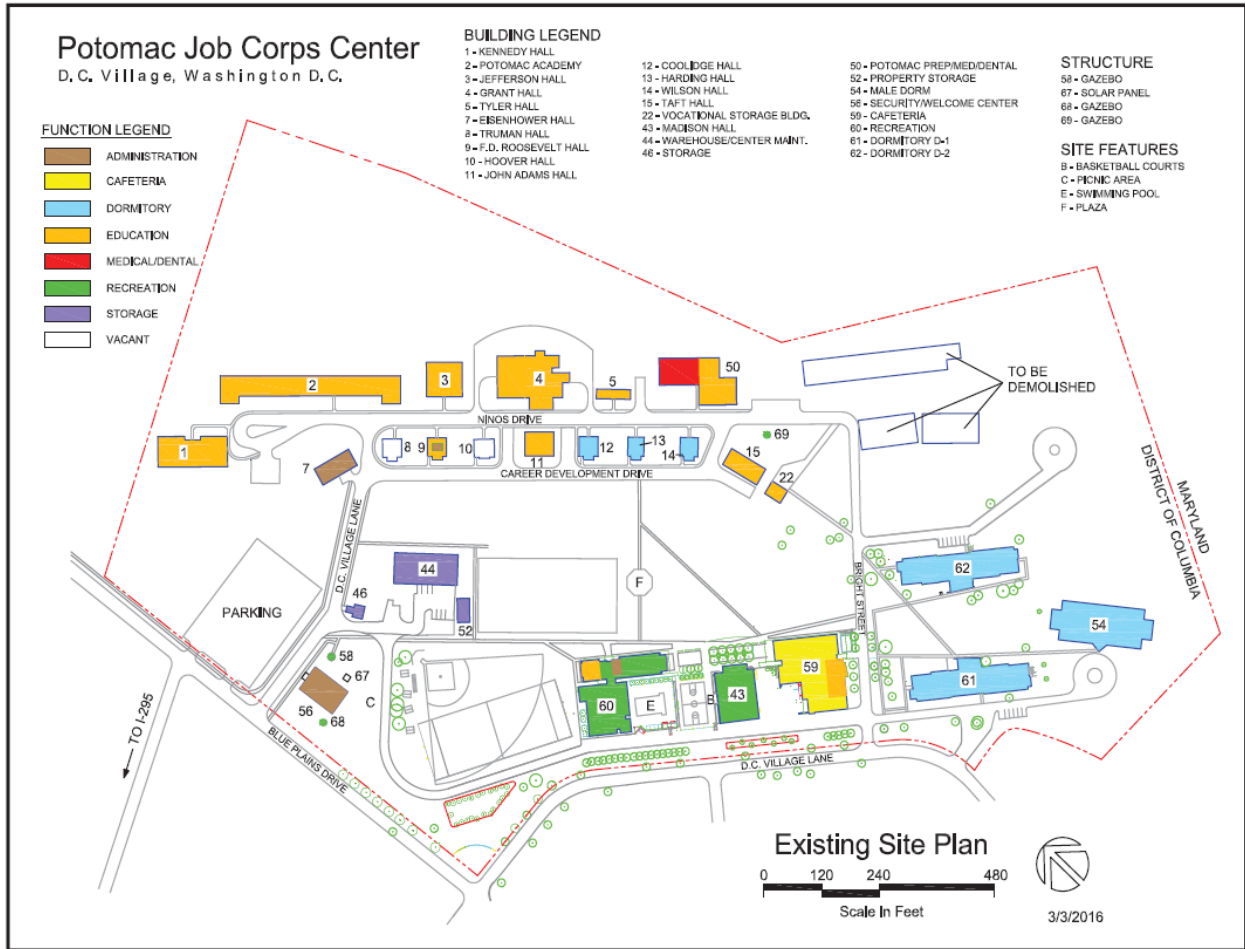 Potomac Job Corps Center
D.C. Village, Washington D.C.
BUILDING LEGEND
1 - KENNEDY HALL
2 - POTOMAC ACADEMY
3 - JEFFERSON HALL
4 - GRANT HALL
5 - TYLER HALL
7 - EISENHOWER HALL
8 - TRUMAN HALL
9 - F.D. ROOSEVELT HALL
10 - HOOVER HALL
11 - JOHN ADAMS HALL
12 - COOLIDGE HALL
13 - HARDING HALL
14 - WILSON HALL
15 - TAFT HALL
22 - VOCATIONAL STORAGE BLDG.
43 - MADISON HALL
44 - WAREHOUSE/CENTER MAINT.
46 - STORAGE
50 - POTOMAC PREP/MED/DENTAL
52 - PROPERTY STORAGE
54 - MALE DORM
56 - SECURITY/WELCOME CENTER
59 - CAFETERIA
60 - RECREATION
61 - DORMITORY D-1
62 - DORMITORY D-2
STRUCTURE
58 - GAZEBO
67 - SOLAR PANEL
68 - GAZEBO
69 - GAZEBO
SITE FEATURES
B - BASKETBALL COURTS
C - PICNIC AREA
E - SWIMMING POOL
F - PLAZA
FUNCTION LEGEND
ADMINISTRATION
CAFETERIA
DORMITORY
EDUCATION
MEDICAL/DENTAL
RECREATION
STORAGE
VACANT
2
3
4
5
50
TO BE
DEMOLISHED
NINOS DRIVE
1
7
8
9
10
11
12
13
14
15
69
22
CAREER DEVELOPMENT DRIVE
MARYLAND
DISTRICT OF COLUMBIA
D.C. VILLAGE LANE
44
46
52
F
BRIGHT STREET
62
54
PARKING
58
67
56
68
C
60
E
B
43
59
61
TO I-295
BLUE PLAINS DRIVE
D.C. VILLAGE LANE
Existing Site Plan
0 120 240 480
Scale In Feet
3/3/2016